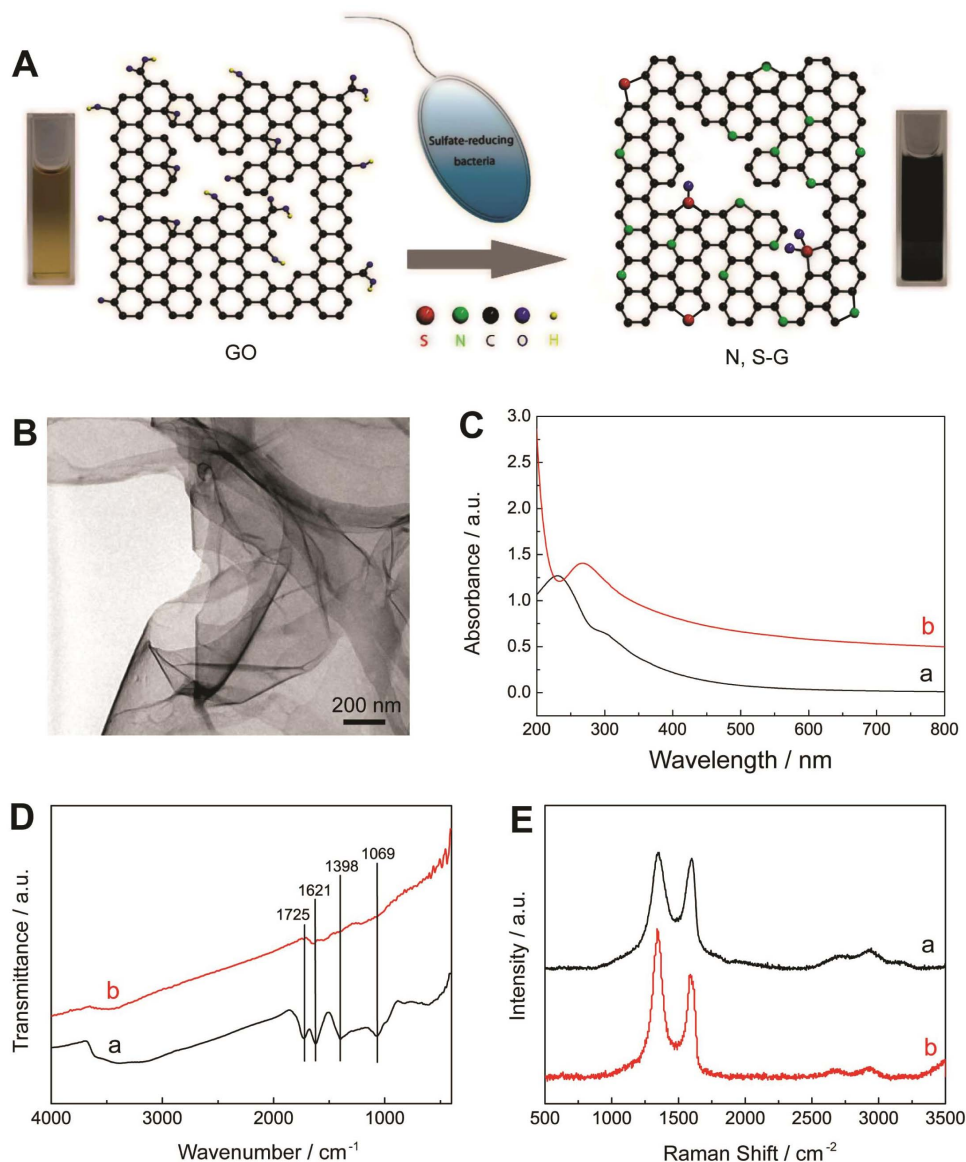 A
Sulfate-reducing
bacteria
S N C O H
GO
N, S-G
B
200 nm
C
3.0
2.5
2.0
1.5
1.0
0.5
0.0
Absorbance / a.u.
b
a
200 300 400 500 600 700 800
Wavelength / nm
D
Transmittance / a.u.
1069
1398
1621
1725
b
a
4000 3000 2000 1000
Wavenumber / cm-1
E
Intensity / a.u.
a
b
500 1000 1500 2000 2500 3000 3500
Raman Shift / cm-2